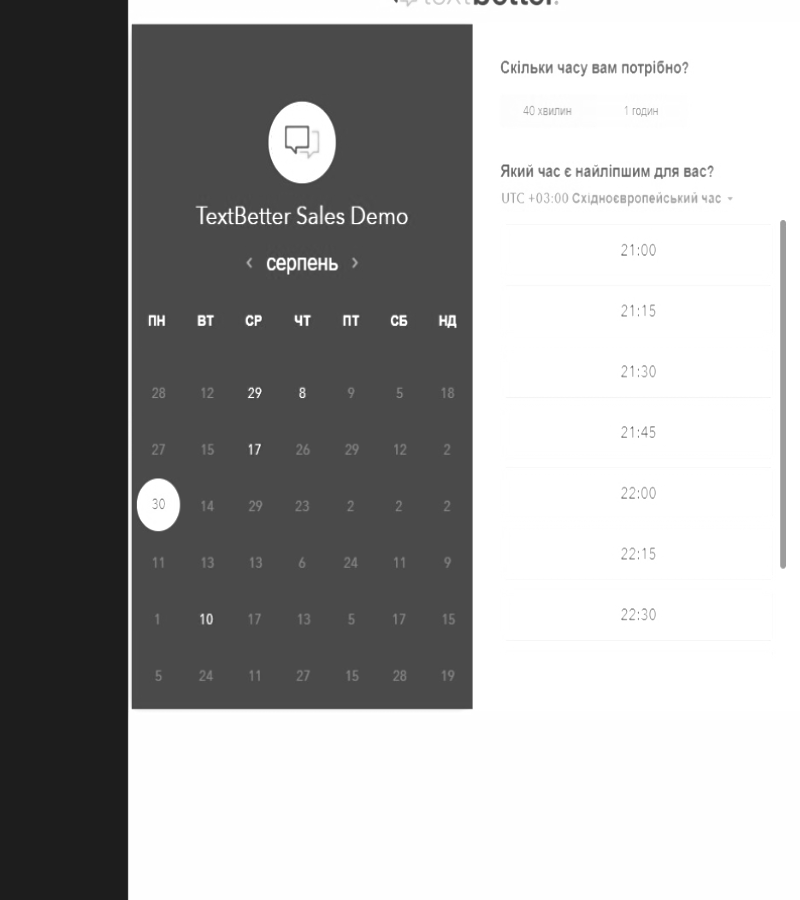 textbetter.
TextBetter Sales Demo
‹ серпень ›
ПН ВТ СР ЧТ ПТ СБ НД
28 12 29 8 9 5 18
27 15 17 26 29 12 2
30 14 29 23 2 2 2
11 13 13 6 24 11 9
1 10 17 13 5 17 15
5 24 11 27 15 28 19
Скільки часу вам потрібно?
40 хвилин 1 годин
Який час є найліпшим для вас?
UTC +03:00 Східноєвропейський час
21:00
21:15
21:30
21:45
22:00
22:15
22:30